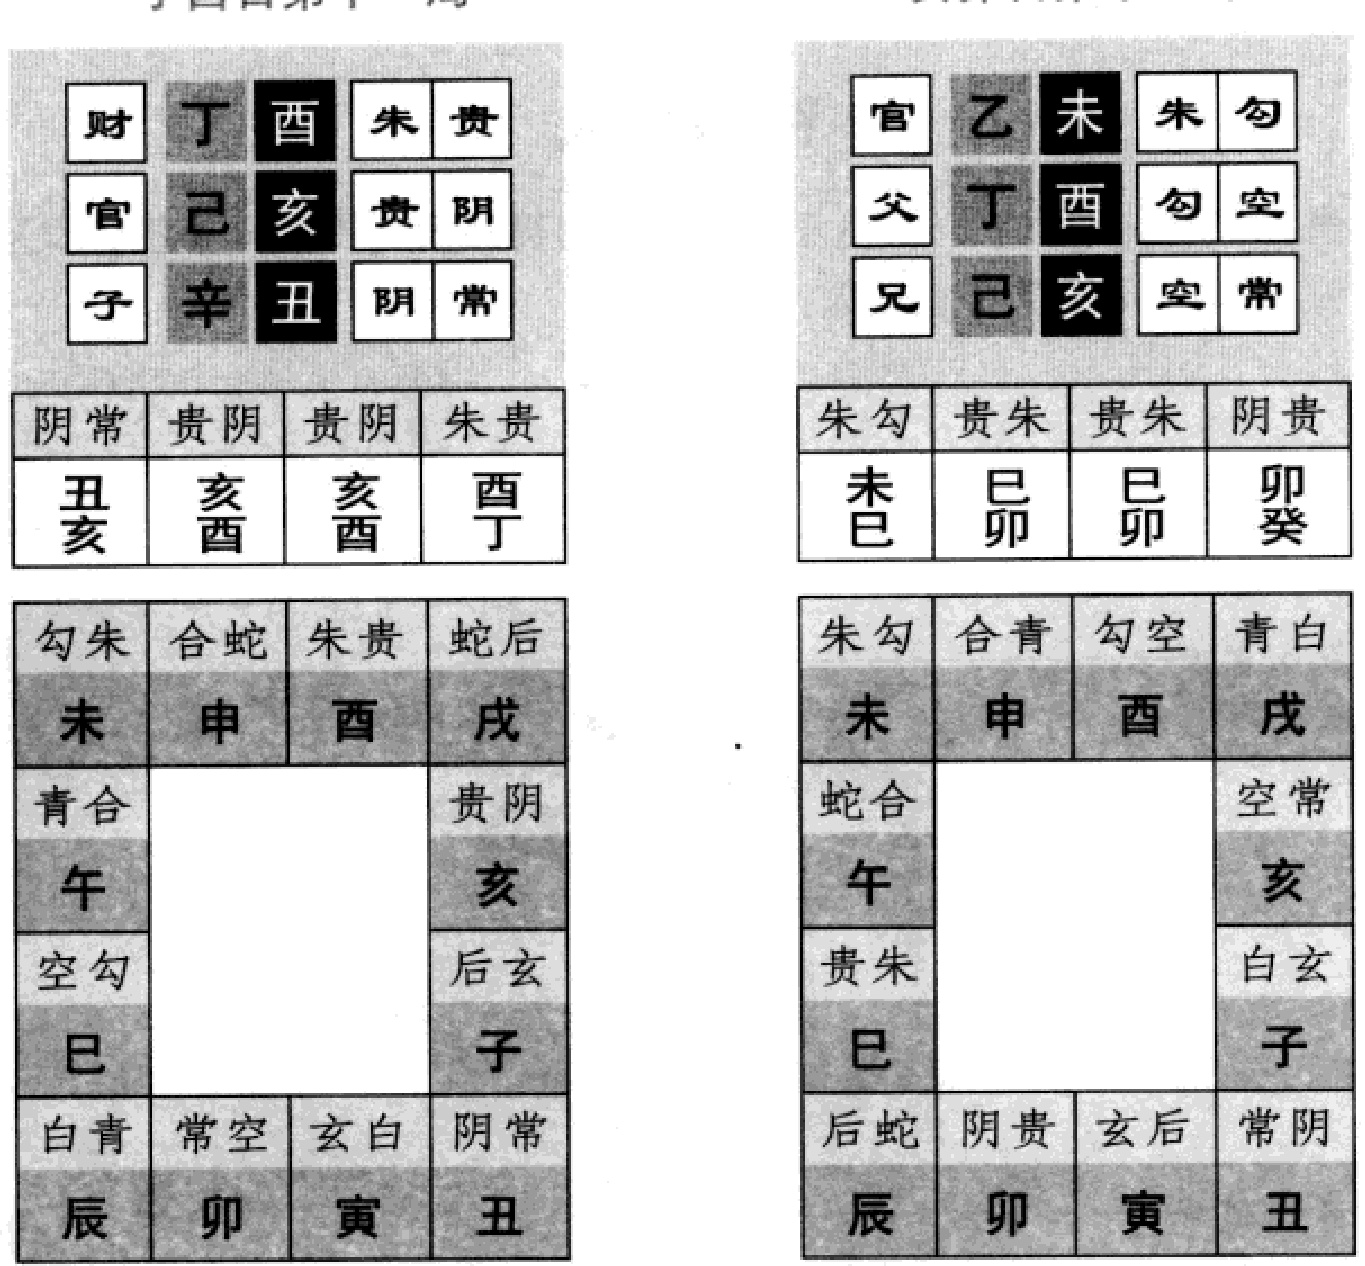 财 丁 酉 朱 贵
官 己 亥 贵 阴
子 辛 丑 阴 常
阴常 贵阴 贵阴 朱贵
丑 亥 亥 酉
亥 酉 酉 丁
勾朱 合蛇 朱贵 蛇后
未 申 酉 戌
青合 贵阴
午 亥
空勾 后玄
巳 子
白青 常空 玄白 阴常
辰 卯 寅 丑
官 乙 未 朱 勾
父 丁 酉 勾 空
兄 己 亥 空 常
朱勾 贵朱 贵朱 阴贵
未 巳 巳 卯
巳 卯 卯 癸
朱勾 合青 勾空 青白
未 申 酉 戌
蛇合 空常
午 亥
贵朱 白玄
巳 子
后蛇 阴贵 玄后 常阴
辰 卯 寅 丑